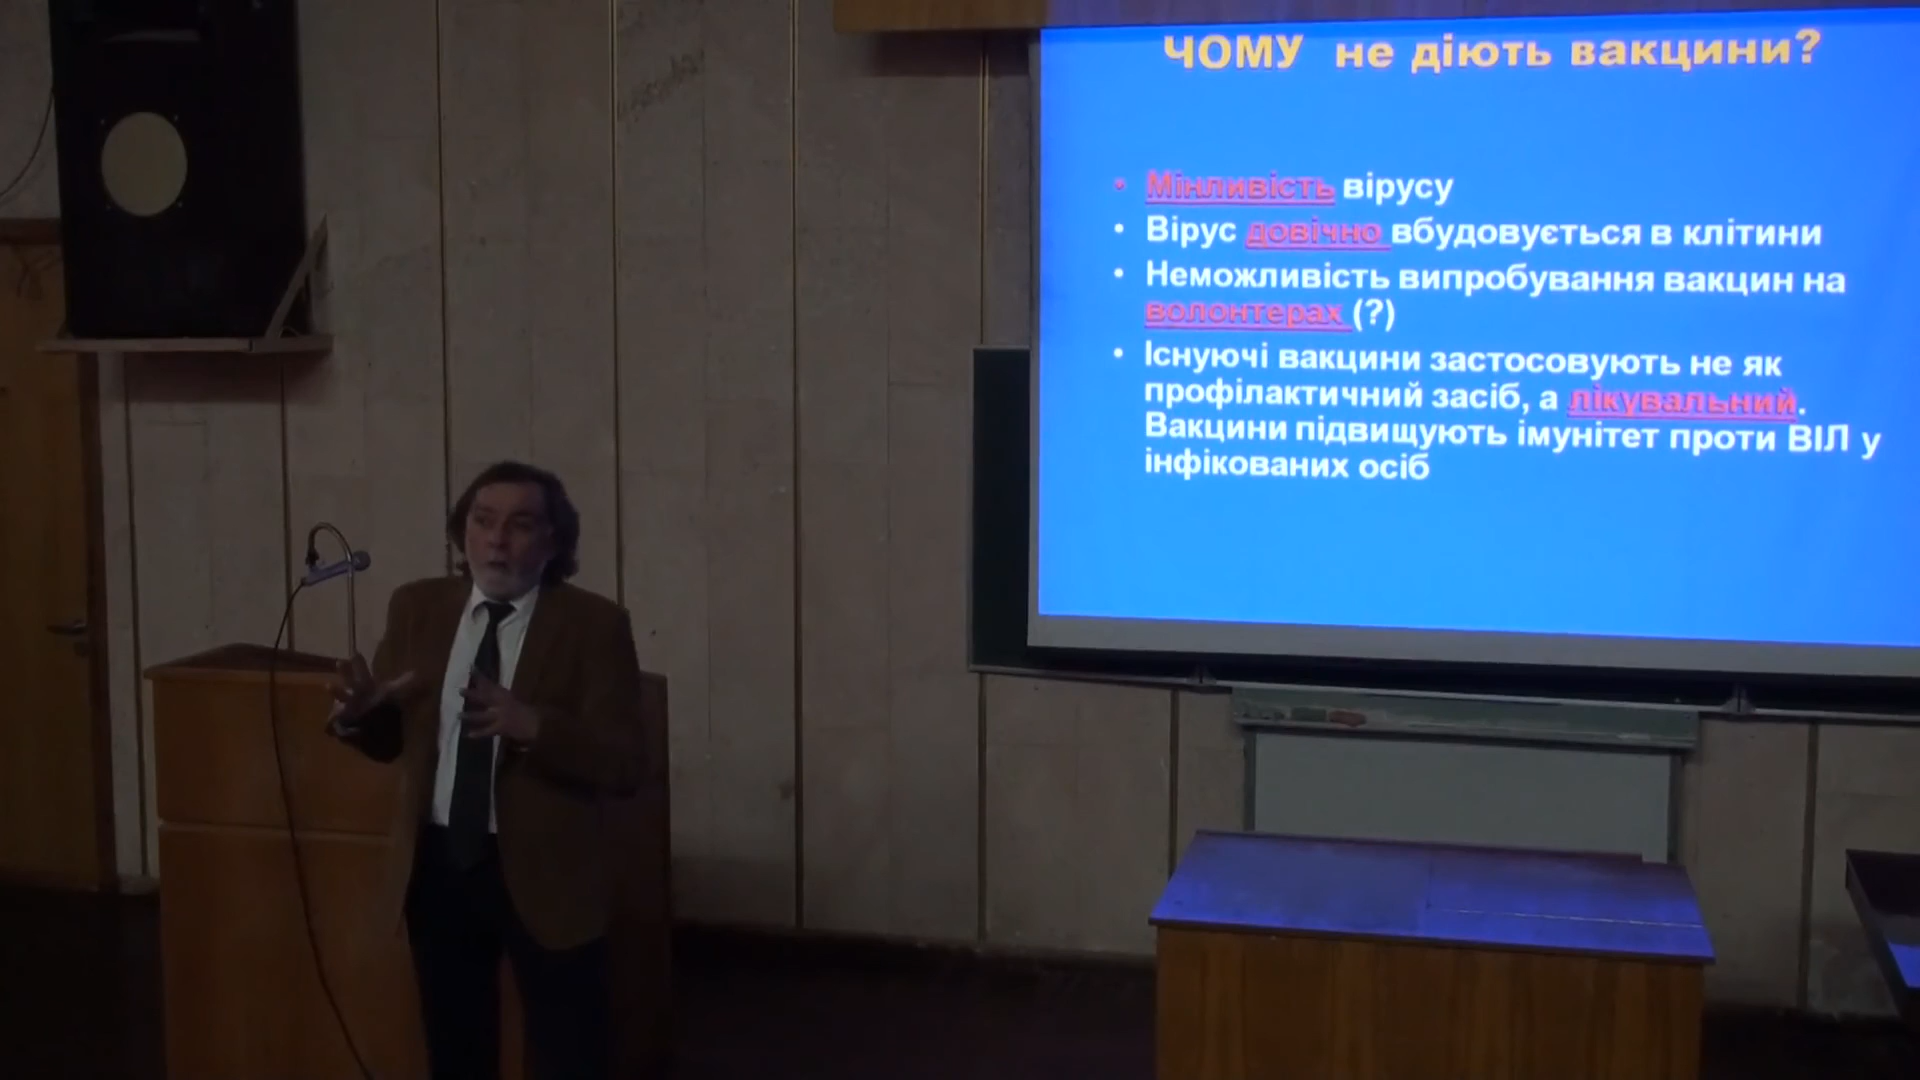 ЧОМУ не діють вакцини?
• Мінливість вірусу
• Вірус довічно вбудовується в клітини
• Неможливість випробування вакцин на
волонтерах (?)
• Існуючі вакцини застосовують не як
профілактичний засіб, а лікувальний.
Вакцини підвищують імунітет проти ВІЛ у
інфікованих осіб